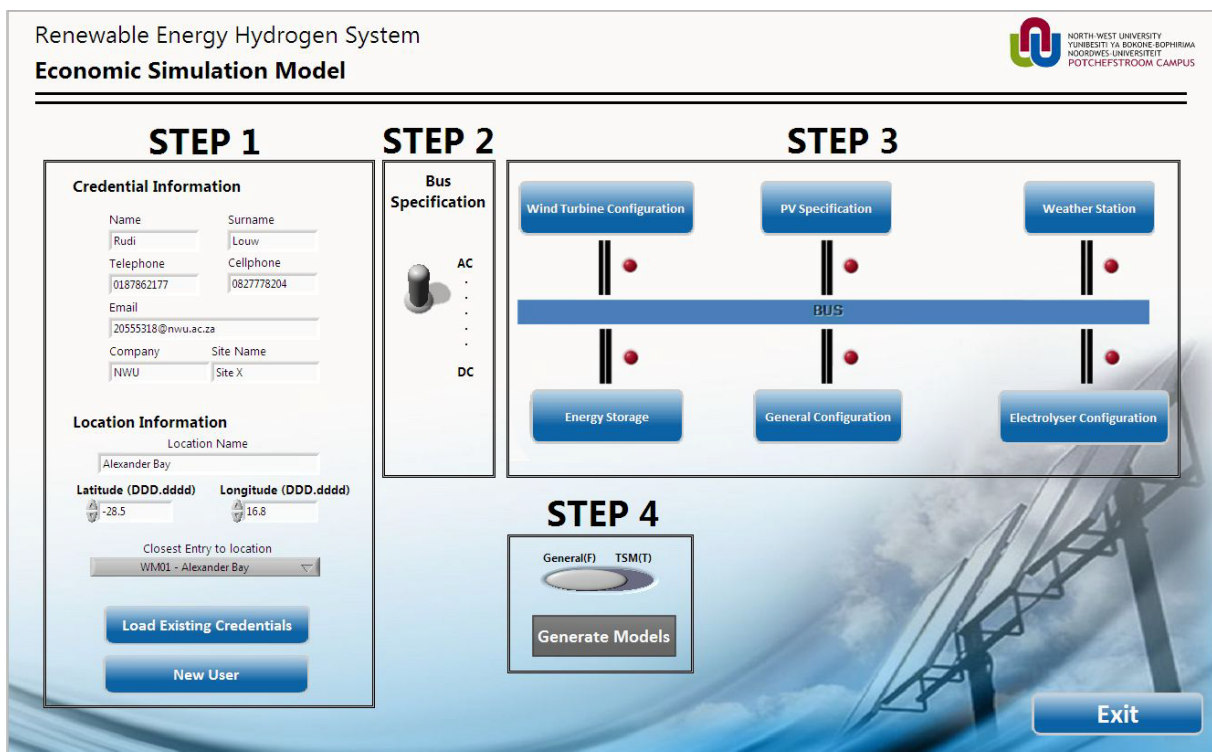 Renewable Energy Hydrogen System
Economic Simulation Model
NORTH-WEST UNIVERSITY
YUNIBESITI YA BOKONE-BOPHIRIMA
NOORDWES-UNIVERSITEIT
POTCHEFSTROOM CAMPUS
STEP 1
Credential Information
Name Surname
Rudi Louw
Telephone Cellphone
0187862177 0827778204
Email
20555318@nwu.ac.za
Company Site Name
NWU Site X
Location Information
Location Name
Alexander Bay
Latitude (DDD.dddd) Longitude (DDD.dddd)
-28.5 16.8
Closest Entry to location
WM01 - Alexander Bay
Load Existing Credentials
New User
STEP 2
Bus
Specification
AC
.
.
.
.
.
DC
STEP 3
Wind Turbine Configuration PV Specification Weather Station
BUS
Energy Storage General Configuration Electrolyser Configuration
STEP 4
General(F) TSM(T)
Generate Models
Exit